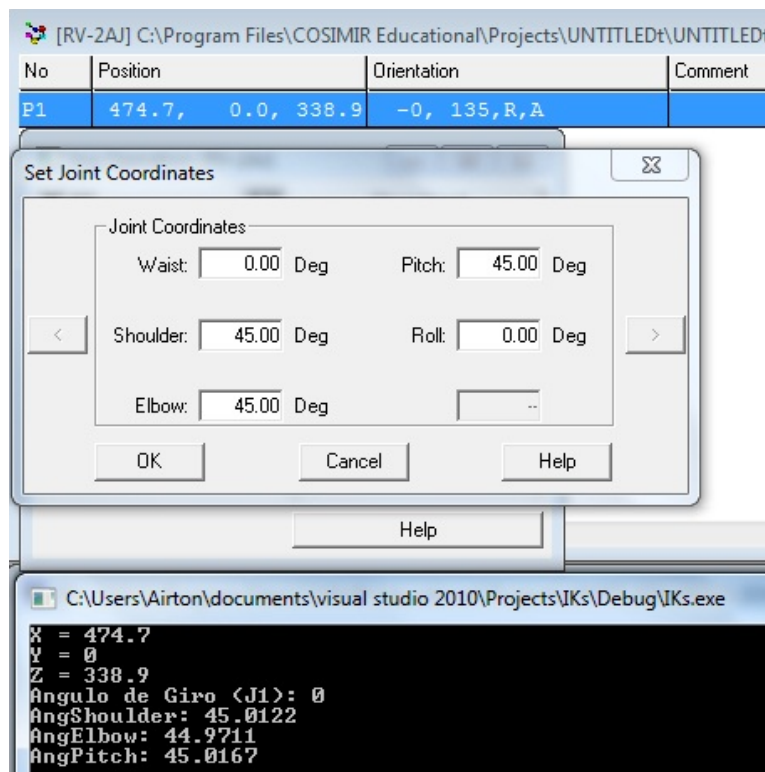 [RV-2AJ] C:\Program Files\COSIMIR Educational\Projects\UNTITLEDt\UNTITLEDt
No Position Orientation Comment
P1 474.7, 0.0, 338.9 -0, 135,R,A
Set Joint Coordinates
Joint Coordinates
Waist: 0.00 Deg Pitch: 45.00 Deg
< Shoulder: 45.00 Deg Roll: 0.00 Deg >
Elbow: 45.00 Deg --
OK Cancel Help
Help
C:\Users\Airton\documents\visual studio 2010\Projects\IKs\Debug\IKs.exe
X = 474.7
Y = 0
Z = 338.9
Angulo de Giro (J1): 0
AngShoulder: 45.0122
AngElbow: 44.9711
AngPitch: 45.0167